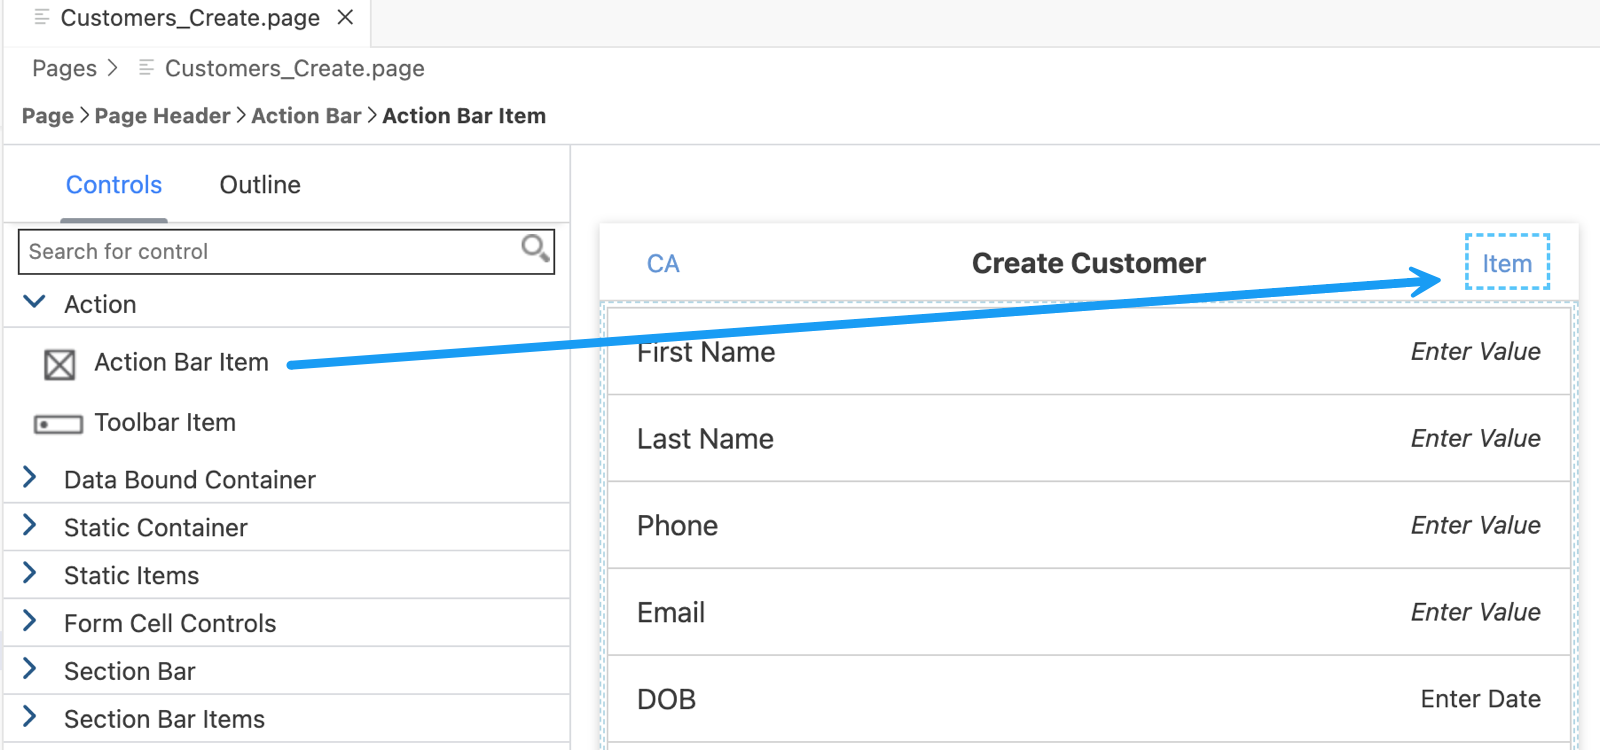 Customers_Create.page
Pages > Customers_Create.page
Page > Page Header > Action Bar > Action Bar Item
Controls Outline
Search for control
Action
Action Bar Item
Toolbar Item
Data Bound Container
Static Container
Static Items
Form Cell Controls
Section Bar
Section Bar Items
CA Create Customer Item
First Name Enter Value
Last Name Enter Value
Phone Enter Value
Email Enter Value
DOB Enter Date